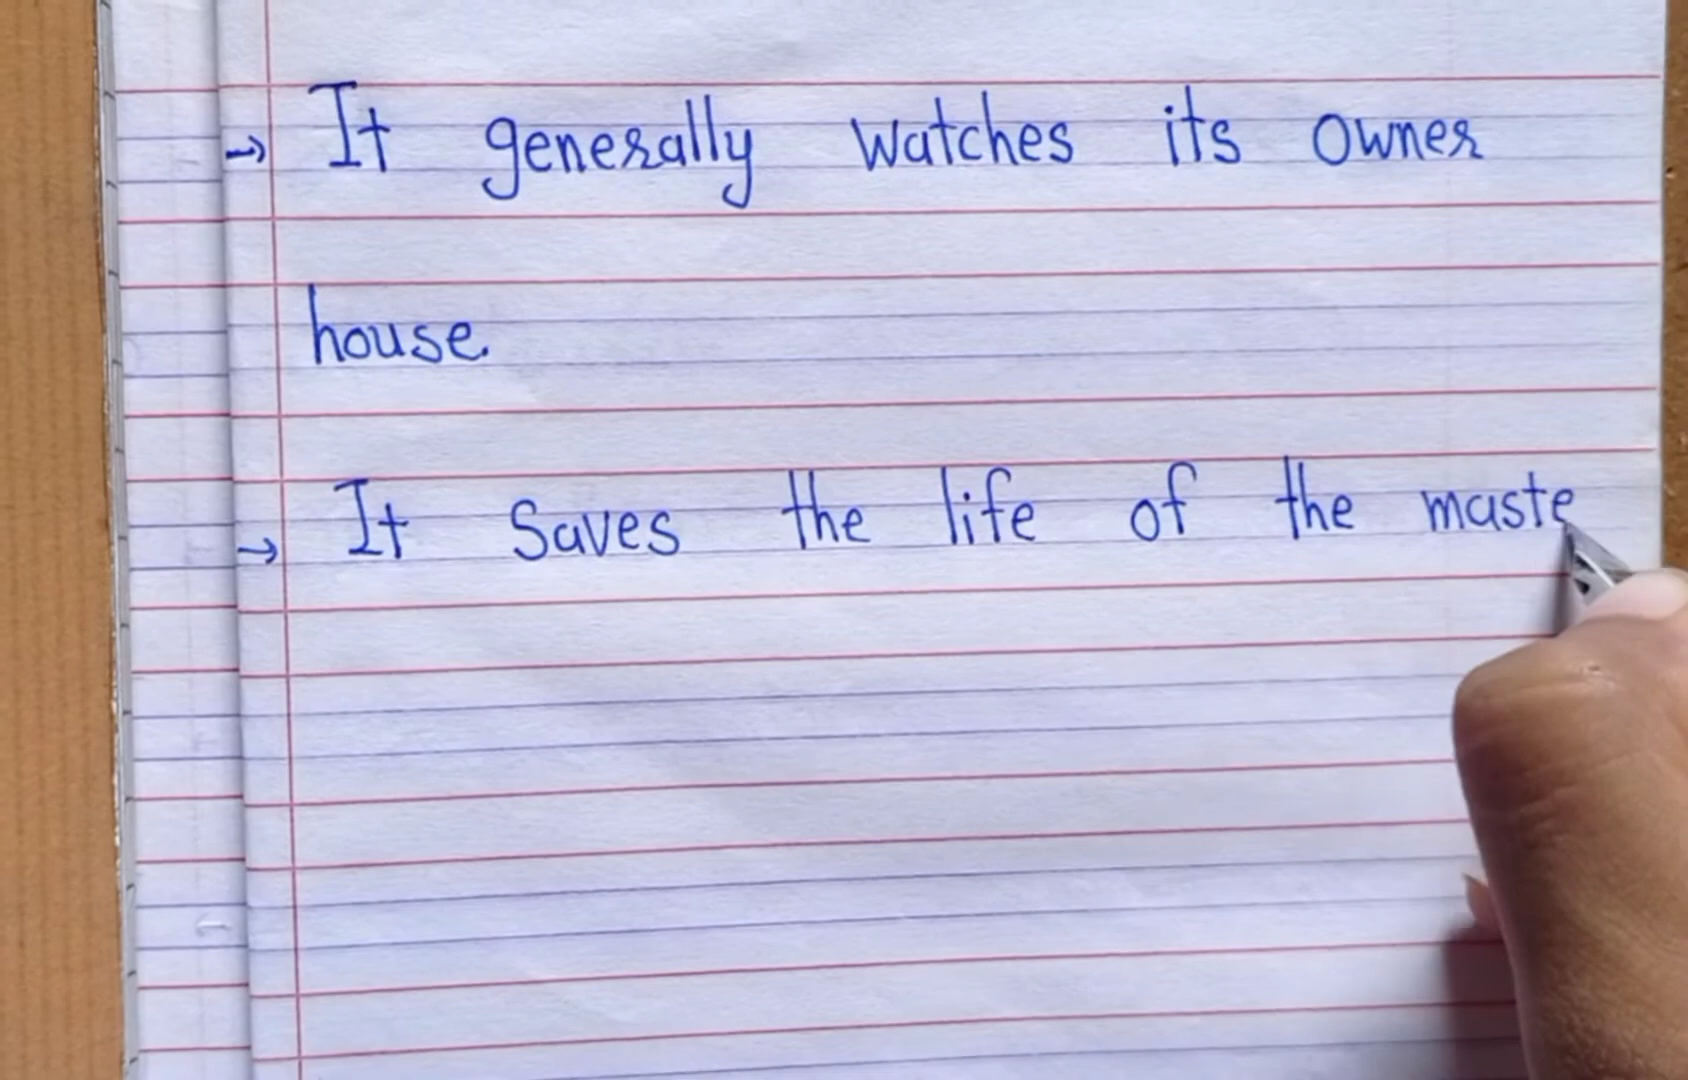 → It generally watches its owner
house.
→ It Saves the life of the maste